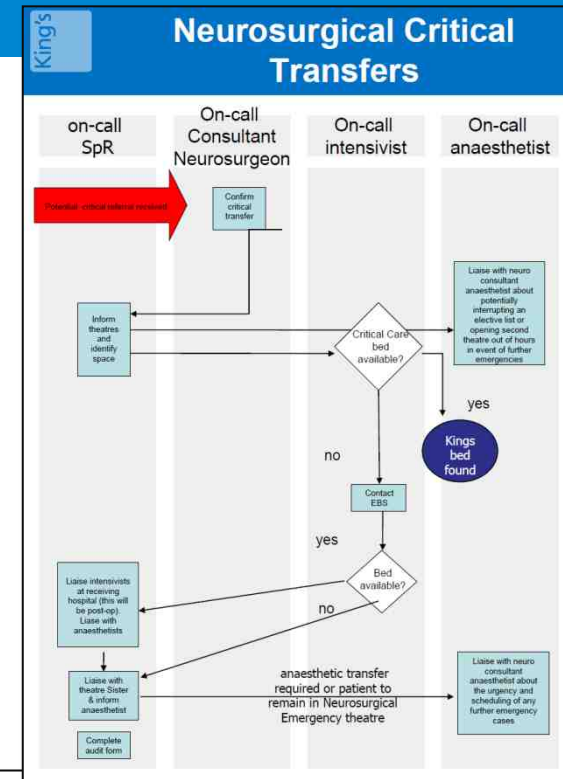 King's
Neurosurgical Critical
Transfers
on-call
SpR
On-call
Consultant
Neurosurgeon
On-call
intensivist
On-call
anaesthetist
Potential critical referral received
Confirm
critical
transfer
Inform
theatres
and
identify
space
Critical Care
bed
available?
Liaise with neuro
consultant
anaesthetist about
potentially
interrupting an
elective list or
opening second
theatre out of hours
in event of further
emergencies
yes
Kings
bed
found
no
Contact
EBS
yes
Bed
available?
no
Liaise intensivists
at receiving
hospital (this will
be post-op).
Liase with
anaesthetists
Liaise with
theatre Sister
& inform
anaesthetist
anaesthetic transfer
required or patient to
remain in Neurosurgical
Emergency theatre
Liaise with neuro
consultant
anaesthetist about
the urgency and
scheduling of any
further emergency
cases
Complete
audit form